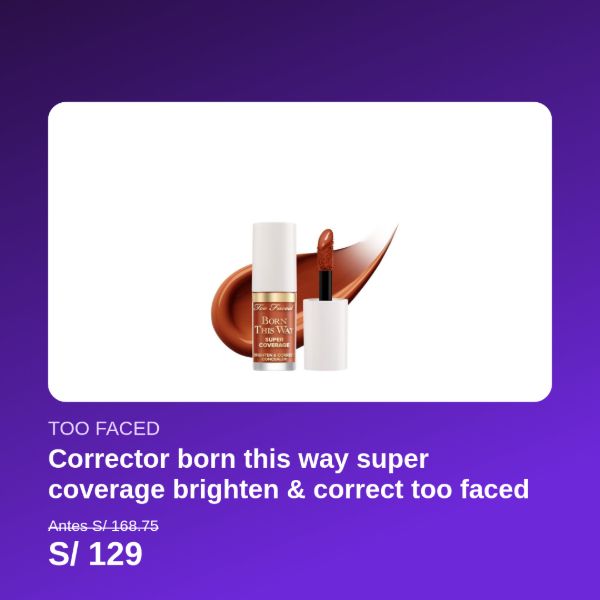 Too Faced
BORN
THIS WAY
SUPER
COVERAGE
BRIGHTEN & CORRECT
CONCEALER
TOO FACED
Corrector born this way super
coverage brighten & correct too faced
Antes S/ 168.75
S/ 129